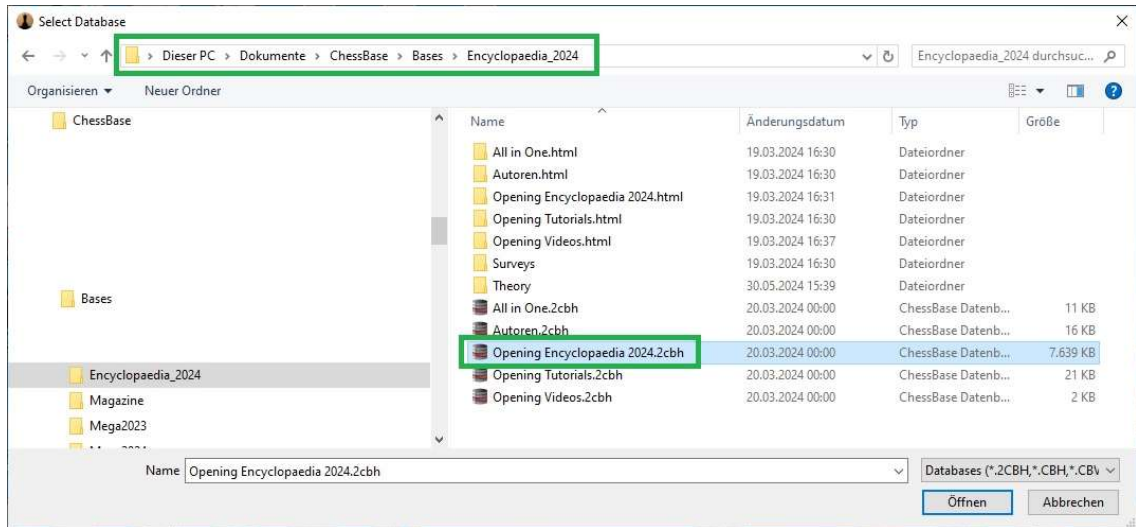 Select Database
Dieser PC > Dokumente > ChessBase > Bases > Encyclopaedia_2024
Encyclopaedia_2024 durchsuc...
Organisieren Neuer Ordner
ChessBase
Bases
Encyclopaedia_2024
Magazine
Mega2023
Name Änderungsdatum Typ Größe
All in One.html 19.03.2024 16:30 Dateiordner
Autoren.html 19.03.2024 16:30 Dateiordner
Opening Encyclopaedia 2024.html 19.03.2024 16:31 Dateiordner
Opening Tutorials.html 19.03.2024 16:30 Dateiordner
Opening Videos.html 19.03.2024 16:37 Dateiordner
Surveys 19.03.2024 16:30 Dateiordner
Theory 30.05.2024 15:39 Dateiordner
All in One.2cbh 20.03.2024 00:00 ChessBase Datenb... 11 KB
Autoren.2cbh 20.03.2024 00:00 ChessBase Datenb... 16 KB
Opening Encyclopaedia 2024.2cbh 20.03.2024 00:00 ChessBase Datenb... 7.639 KB
Opening Tutorials.2cbh 20.03.2024 00:00 ChessBase Datenb... 21 KB
Opening Videos.2cbh 20.03.2024 00:00 ChessBase Datenb... 2 KB
Name Opening Encyclopaedia 2024.2cbh Databases (*.2CBH,*.CBH,*.CBV
Öffnen Abbrechen